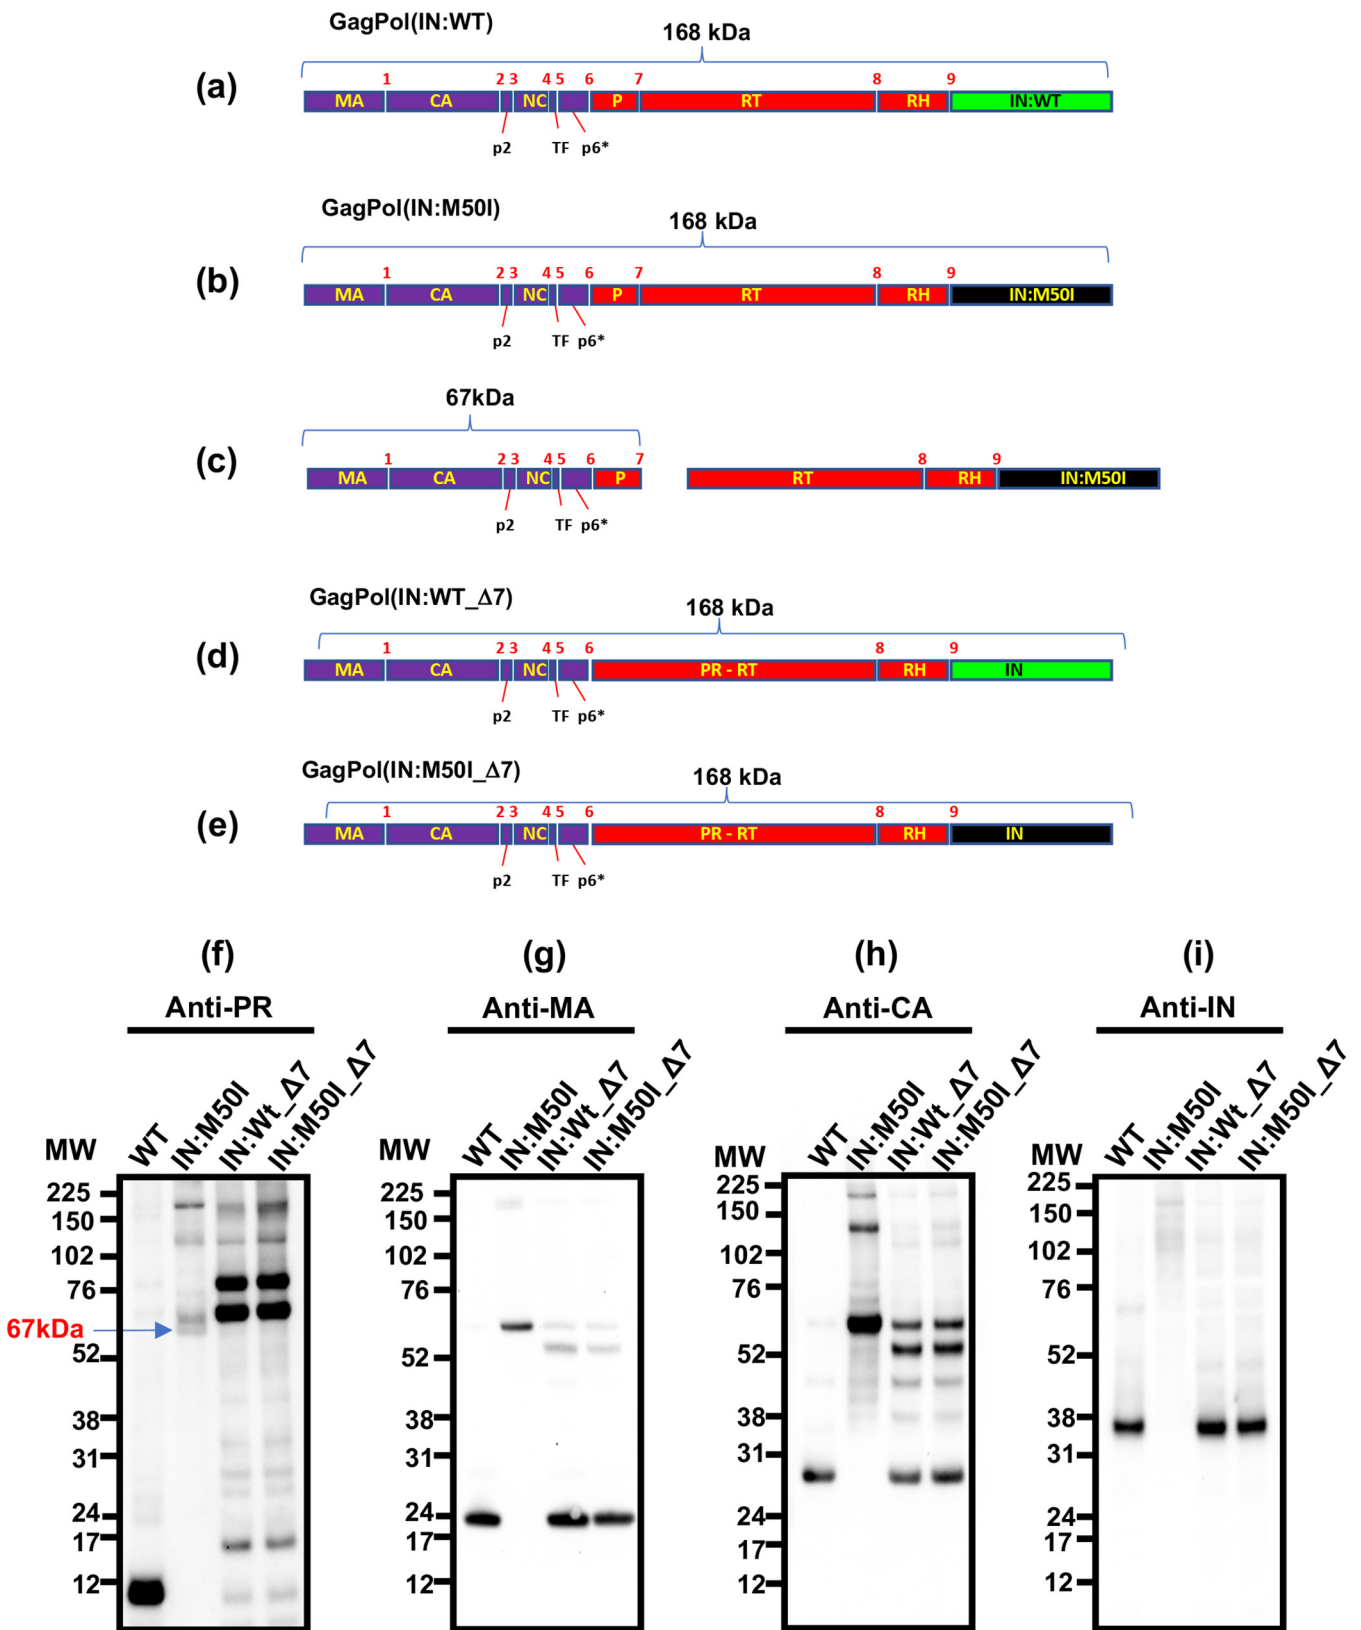 GagPol(IN:WT)
168 kDa
(a)
1 2 3 4 5 6 7 8 9
MA CA NC P RT RH IN:WT
p2 TF p6*
GagPol(IN:M50I)
168 kDa
(b)
1 2 3 4 5 6 7 8 9
MA CA NC P RT RH IN:M50I
p2 TF p6*
67kDa
(c)
1 2 3 4 5 6 7 8 9
MA CA NC P RT RH IN:M50I
p2 TF p6*
GagPol(IN:WT_Δ7)
168 kDa
(d)
1 2 3 4 5 6 8 9
MA CA NC PR - RT RH IN
p2 TF p6*
GagPol(IN:M50I_Δ7)
168 kDa
(e)
1 2 3 4 5 6 8 9
MA CA NC PR - RT RH IN
p2 TF p6*
(f)
Anti-PR
MW WT IN:M50I IN:Wt_Δ7 IN:M50I_Δ7
225
150
102
76
67kDa
52
38
31
24
17
12
(g)
Anti-MA
MW WT IN:M50I IN:Wt_Δ7 IN:M50I_Δ7
225
150
102
76
52
38
31
24
17
12
(h)
Anti-CA
MW WT IN:M50I IN:Wt_Δ7 IN:M50I_Δ7
225
150
102
76
52
38
31
24
17
12
(i)
Anti-IN
MW WT IN:M50I IN:Wt_Δ7 IN:M50I_Δ7
225
150
102
76
52
38
31
24
17
12